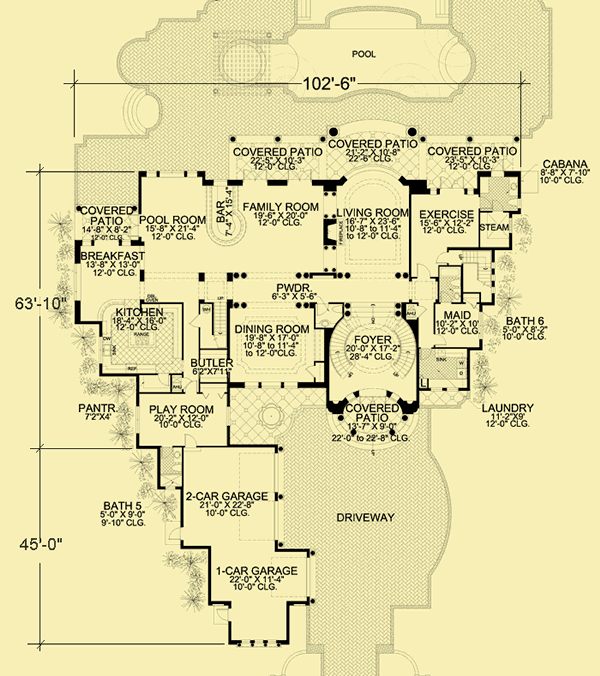 POOL
102'-6"
COVERED PATIO
22'-5" X 10'-3"
12'-0" CLG.
COVERED PATIO
21'-2" X 10'-8"
22'-6" CLG.
COVERED PATIO
23'-5" X 10'-3"
12'-0" CLG.
CABANA
8'-8" X 7'-10"
10'-0" CLG.
POOL ROOM
15'-8" X 21'-4"
12'-0" CLG.
BAR
7'-4" X 15'-4"
FAMILY ROOM
19'-6" X 20'-0"
12'-0" CLG.
FIREPLACE
LIVING ROOM
16'-7" X 23'-6"
10'-8" to 11'-4"
to 12'-0" CLG.
EXERCISE
15'-6" X 12'-2"
12'-0" CLG.
STEAM
COVERED
PATIO
14'-8" X 8'-2"
12'-0" CLG.
BREAKFAST
13'-8" X 13'-0"
12'-0" CLG.
63'-10"
PWDR.
6'-3" X 5'-6"
KITCHEN
18'-4" X 16'-0"
12'-0" CLG.
RANGE
DW
SINK
REF.
UP
DINING ROOM
19'-8" X 17'-0"
10'-8" to 11'-4"
to 12'-0"CLG.
FOYER
20'-0" X 17'-2"
28'-4" CLG.
AHU
MAID
10'-2" X 10'
12'-0" CLG.
BATH 6
5'-0" X 8'-2"
10'-0" CLG.
SINK
W
D
BUTLER
6'2"X7'11"
AHU
PANTR.
7'2"X4'
PLAY ROOM
20'-2" X 12'-0"
10'-0" CLG.
COVERED
PATIO
13'-7" X 9'-0"
22'-0" to 22'-8" CLG.
LAUNDRY
11'-2"X9'
12'-0" CLG.
2-CAR GARAGE
21'-0" X 22'-8"
10'-0" CLG.
BATH 5
5'-0" X 9'-0"
9'-10" CLG.
DRIVEWAY
45'-0"
1-CAR GARAGE
22'-0" X 11'-4"
10'-0" CLG.